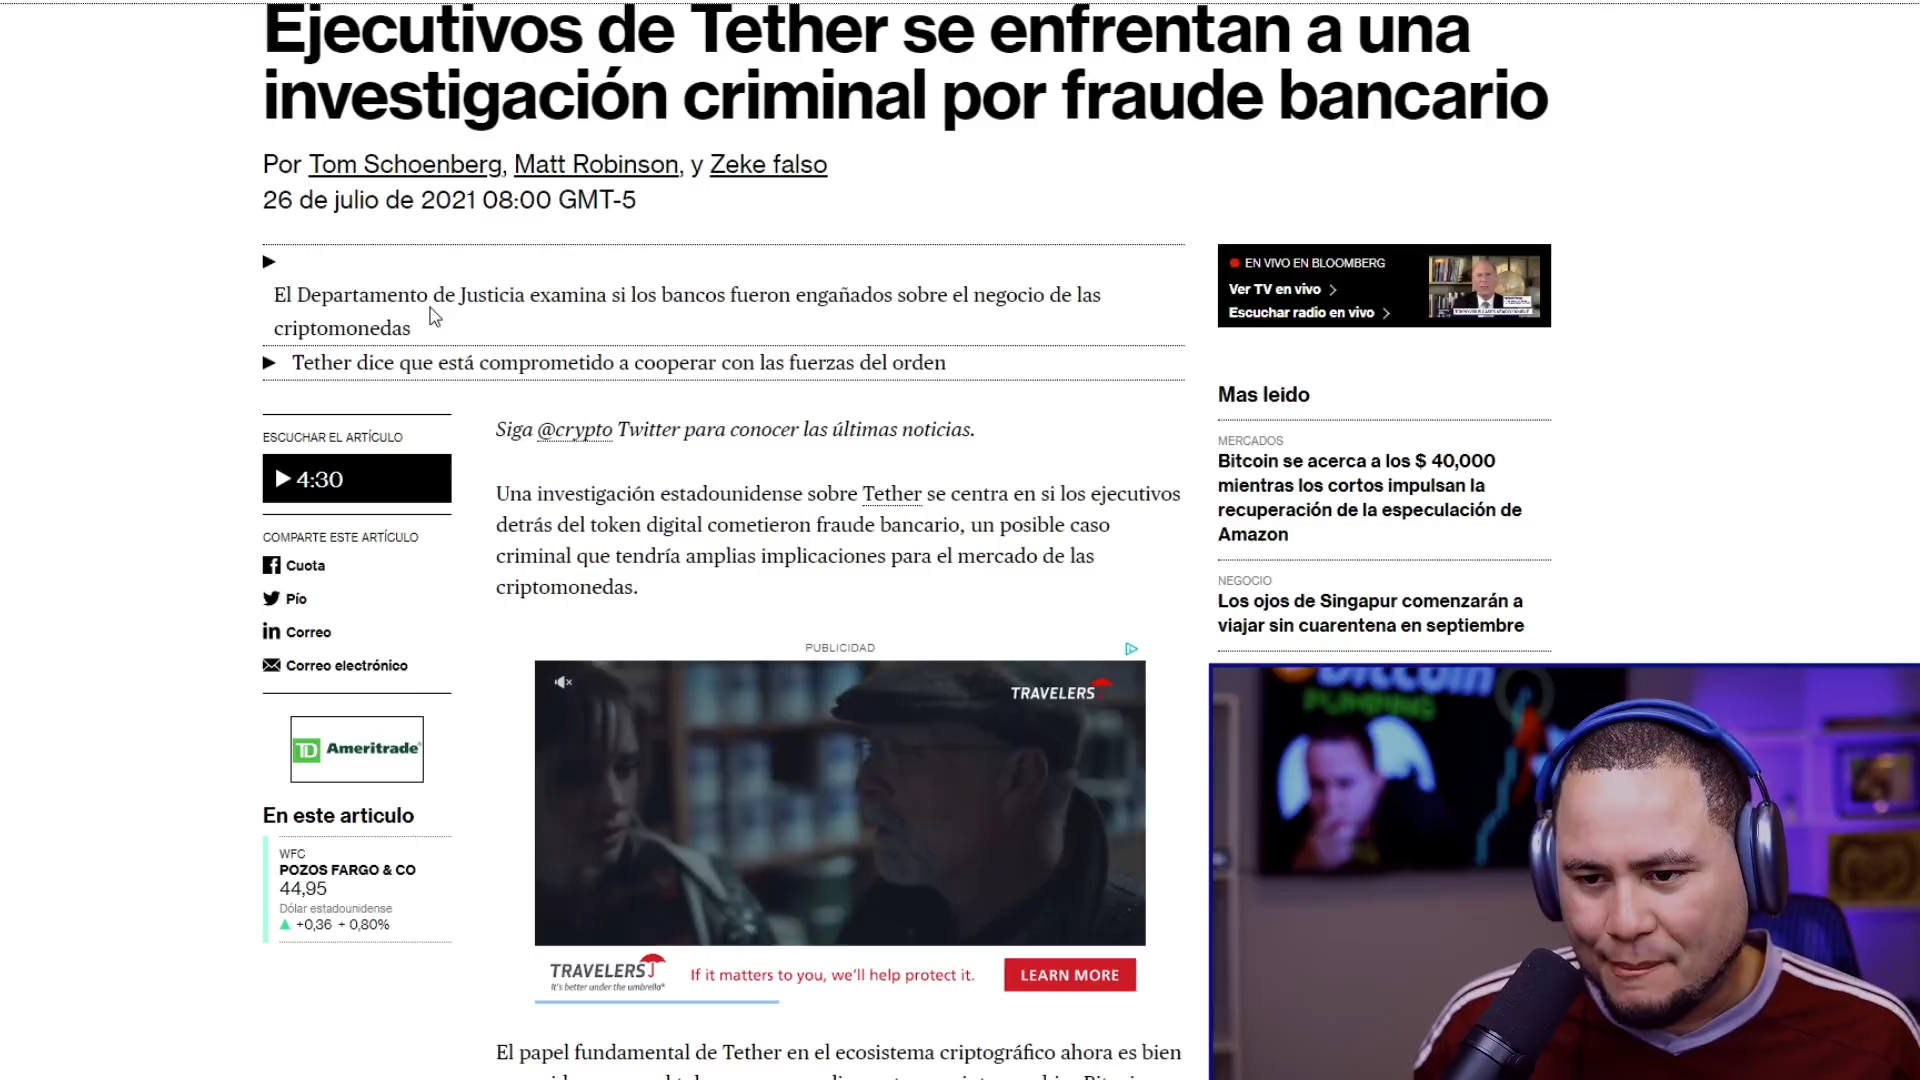 Ejecutivos de Tether se enfrentan a una
investigación criminal por fraude bancario
Por Tom Schoenberg, Matt Robinson, y Zeke falso
26 de julio de 2021 08:00 GMT-5
El Departamento de Justicia examina si los bancos fueron engañados sobre el negocio de las
criptomonedas
Tether dice que está comprometido a cooperar con las fuerzas del orden
EN VIVO EN BLOOMBERG
Ver TV en vivo
Escuchar radio en vivo
Mas leido
MERCADOS
Bitcoin se acerca a los $ 40,000
mientras los cortos impulsan la
recuperación de la especulación de
Amazon
NEGOCIO
Los ojos de Singapur comenzarán a
viajar sin cuarentena en septiembre
ESCUCHAR EL ARTÍCULO
4:30
COMPARTE ESTE ARTÍCULO
Cuota
Pío
Correo
Correo electrónico
TD Ameritrade
En este articulo
WFC
POZOS FARGO & CO
44,95
Dólar estadounidense
+0,36 + 0,80%
Siga @crypto Twitter para conocer las últimas noticias.
Una investigación estadounidense sobre Tether se centra en si los ejecutivos
detrás del token digital cometieron fraude bancario, un posible caso
criminal que tendría amplias implicaciones para el mercado de las
criptomonedas.
PUBLICIDAD
TRAVELERS
TRAVELERS
It's better under the umbrella
If it matters to you, we'll help protect it.
LEARN MORE
El papel fundamental de Tether en el ecosistema criptográfico ahora es bien
bitcoin
PUMPING